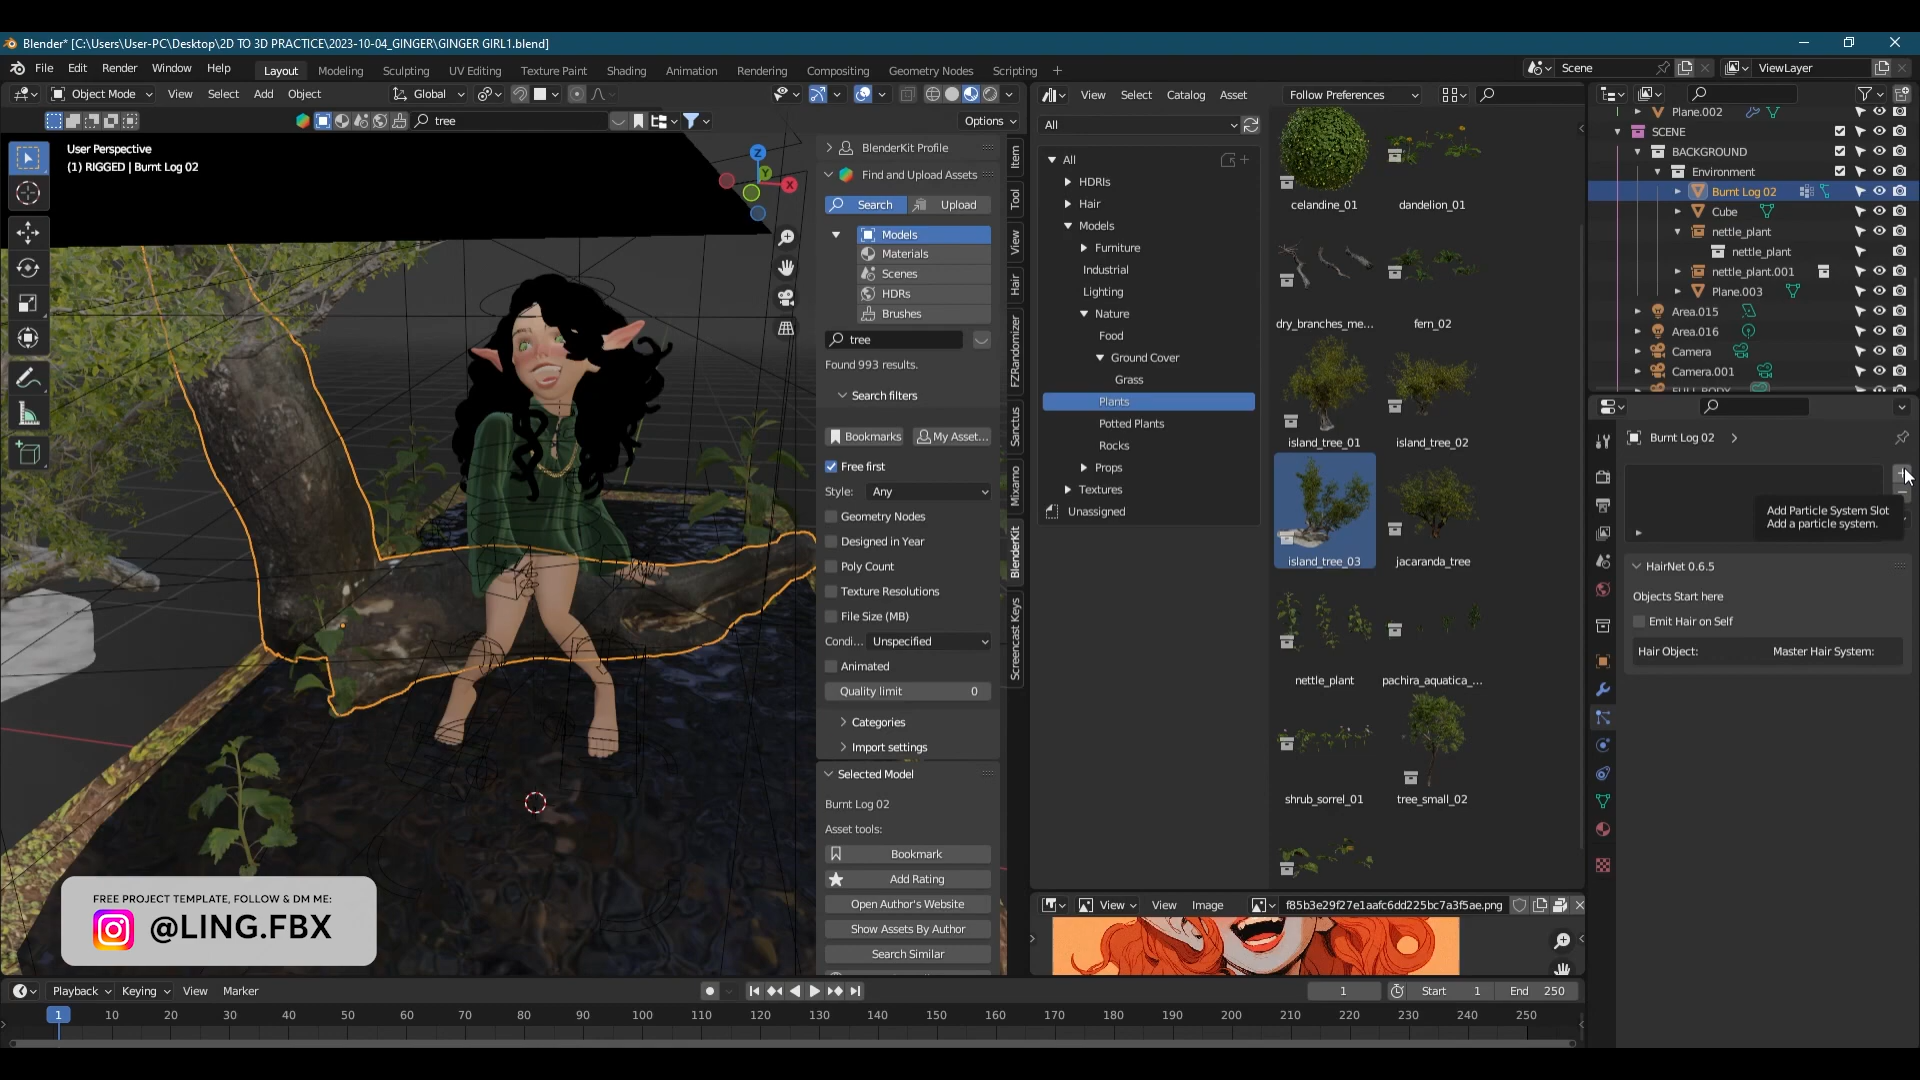 Blender* [C:\Users\User-PC\Desktop\2D TO 3D PRACTICE\2023-10-04_GINGER\GINGER GIRL1.blend]
File Edit Render Window Help
Layout Modeling Sculpting UV Editing Texture Paint Shading Animation Rendering Compositing Geometry Nodes Scripting +
Scene
ViewLayer
Object Mode View Select Add Object
Global
tree
Options
User Perspective
(1) RIGGED | Burnt Log 02
Z
Y
X
BlenderKit Profile
Find and Upload Assets
Search Upload
Models
Materials
Scenes
HDRs
Brushes
tree
Found 993 results.
Search filters
Bookmarks My Asset...
Free first
Style: Any
Geometry Nodes
Designed in Year
Poly Count
Texture Resolutions
File Size (MB)
Condi... Unspecified
Animated
Quality limit 0
Categories
Import settings
Selected Model
Burnt Log 02
Asset tools:
Bookmark
Add Rating
Open Author's Website
Show Assets By Author
Search Similar
Item
Tool
View
Hair
FZRandomizer
Sanctus
Mixamo
BlenderKit
Screencast Keys
View Select Catalog Asset
Follow Preferences
All
All
HDRIs
Hair
Models
Furniture
Industrial
Lighting
Nature
Food
Ground Cover
Grass
Plants
Potted Plants
Rocks
Props
Textures
Unassigned
celandine_01 dandelion_01
dry_branches_me... fern_02
island_tree_01 island_tree_02
island_tree_03 jacaranda_tree
nettle_plant pachira_aquatica_...
shrub_sorrel_01 tree_small_02
View View Image
f85b3e29f27e1aafc6dd225bc7a3f5ae.png
Plane.002
SCENE
BACKGROUND
Environment
Burnt Log 02
Cube
nettle_plant
nettle_plant
nettle_plant.001
Plane.003
Area.015
Area.016
Camera
Camera.001
Burnt Log 02
Add Particle System Slot
Add a particle system.
HairNet 0.6.5
Objects Start here
Emit Hair on Self
Hair Object: Master Hair System:
FREE PROJECT TEMPLATE, FOLLOW & DM ME:
@LING.FBX
Playback Keying View Marker
1 Start 1 End 250
1 10 20 30 40 50 60 70 80 90 100 110 120 130 140 150 160 170 180 190 200 210 220 230 240 250